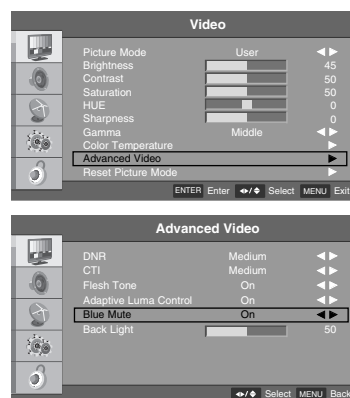 Video
Picture Mode User
Brightness 45
Contrast 50
Saturation 50
HUE 0
Sharpness 0
Gamma Middle
Color Temperature
Advanced Video
Reset Picture Mode
ENTER Enter Select MENU Exit
Advanced Video
DNR Medium
CTI Medium
Flesh Tone On
Adaptive Luma Control On
Blue Mute On
Back Light 50
Select MENU Back